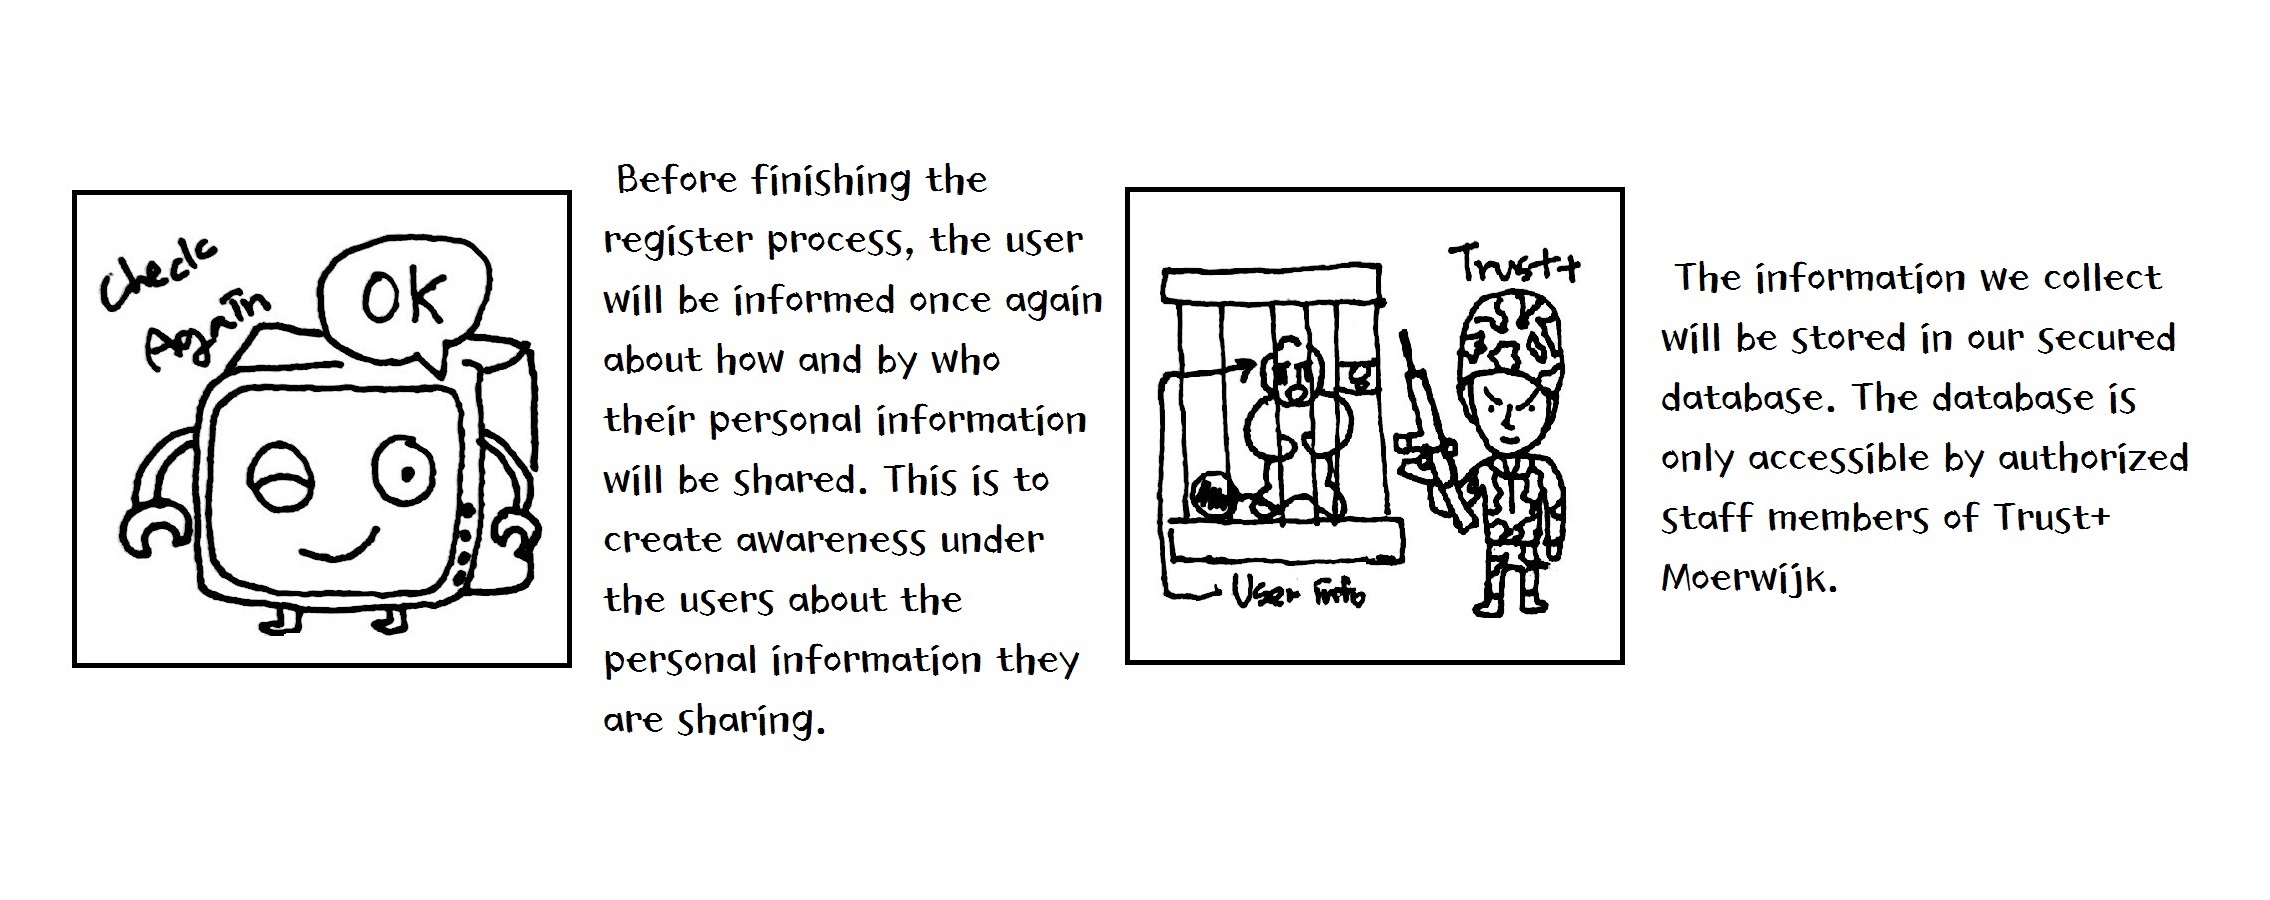 Check
Again
OK
Before finishing the
register process, the user
will be informed once again
about how and by who
their personal information
will be shared. This is to
create awareness under
the users about the
personal information they
are sharing.
Trust+
User Info
The information we collect
will be stored in our secured
database. The database is
only accessible by authorized
staff members of Trust+
Moerwijk.